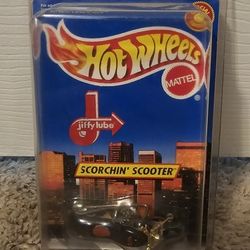 HOT WHEELS
MATTEL
jiffy lube
SCORCHIN' SCOOTER